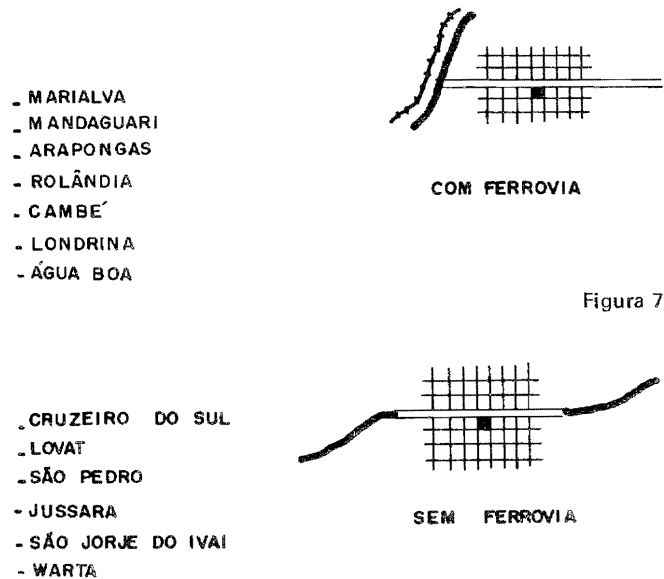 - MARIALVA
- MANDAGUARI
- ARAPONGAS
- ROLÂNDIA
- CAMBÉ
- LONDRINA
- ÁGUA BOA
COM FERROVIA
Figura 7
- CRUZEIRO DO SUL
- LOVAT
- SÃO PEDRO
- JUSSARA
- SÃO JORJE DO IVAI
- WARTA
SEM FERROVIA